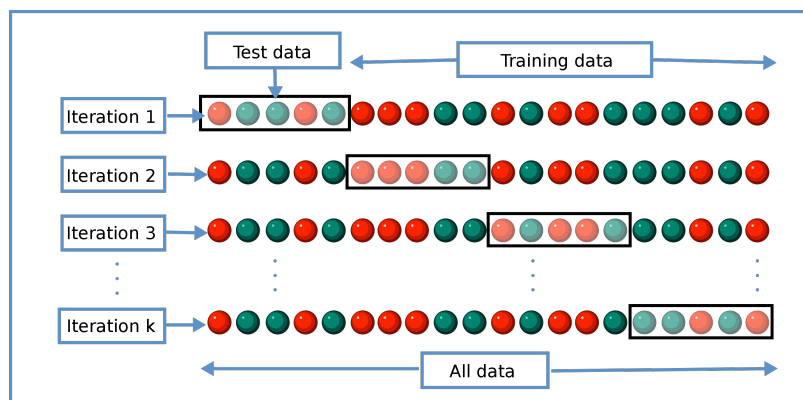 Test data
Training data
Iteration 1
Iteration 2
Iteration 3
Iteration k
All data